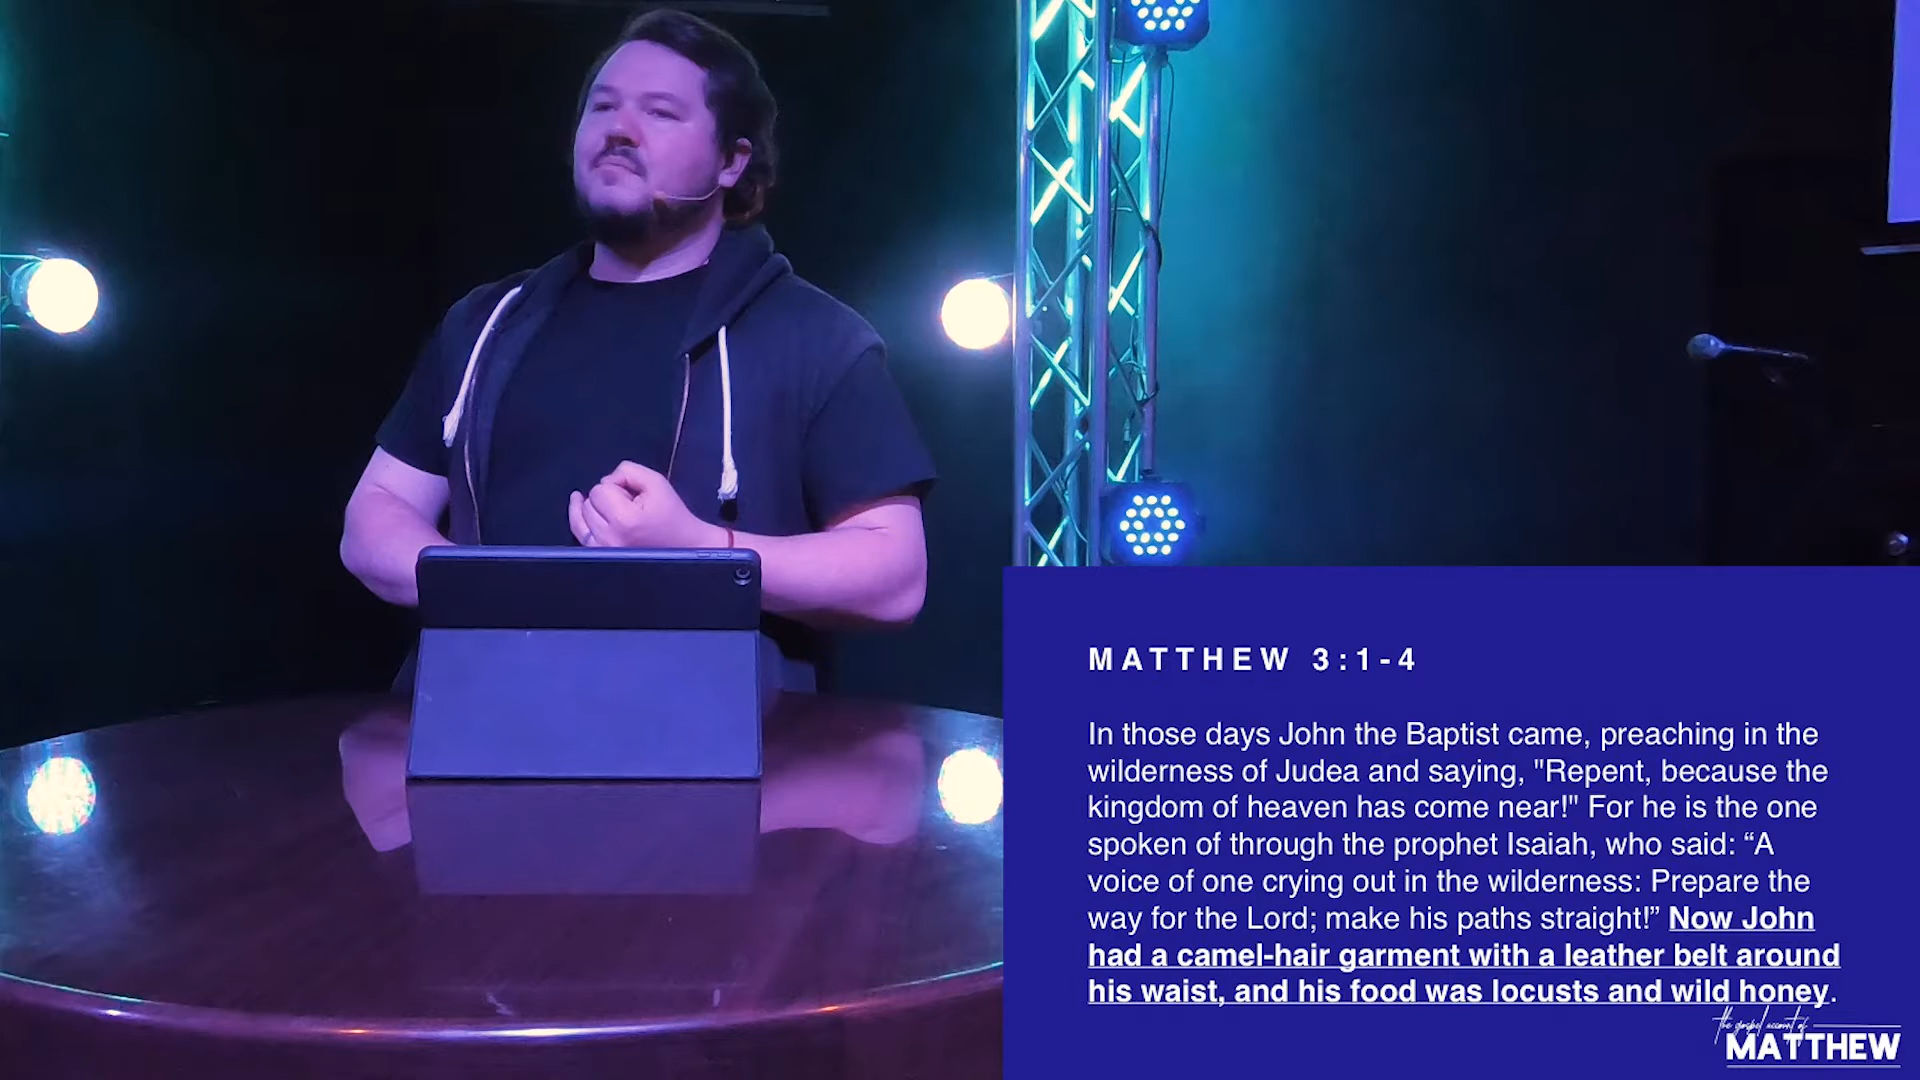 MATTHEW 3:1-4
In those days John the Baptist came, preaching in the
wilderness of Judea and saying, "Repent, because the
kingdom of heaven has come near!" For he is the one
spoken of through the prophet Isaiah, who said: “A
voice of one crying out in the wilderness: Prepare the
way for the Lord; make his paths straight!” Now John
had a camel-hair garment with a leather belt around
his waist, and his food was locusts and wild honey.
the gospel account of
MATTHEW